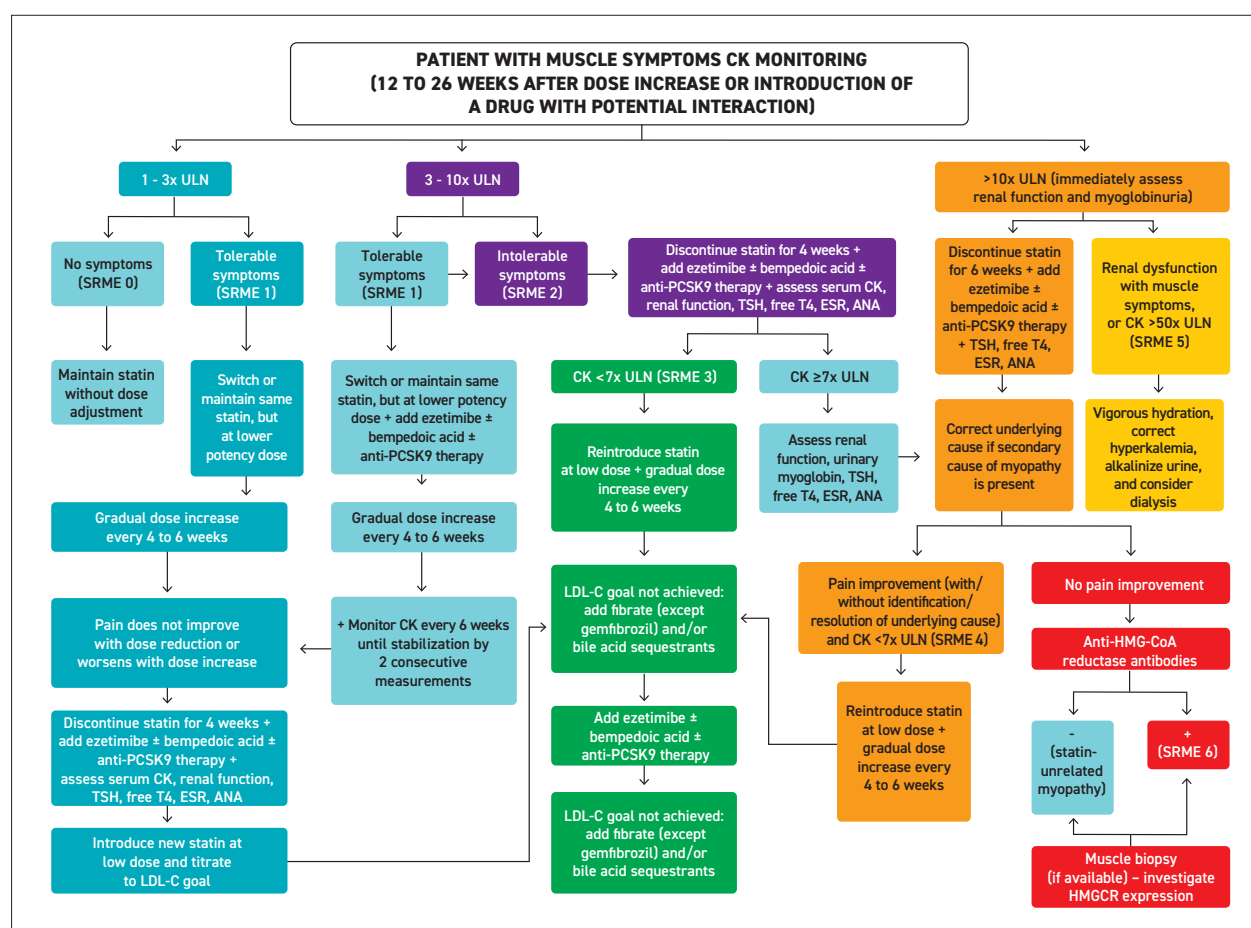 PATIENT WITH MUSCLE SYMPTOMS CK MONITORING
(12 TO 26 WEEKS AFTER DOSE INCREASE OR INTRODUCTION OF
A DRUG WITH POTENTIAL INTERACTION)
1 - 3x ULN
3 - 10x ULN
>10x ULN (immediately assess
renal function and myoglobinuria)
No symptoms
(SRME 0)
Tolerable
symptoms
(SRME 1)
Tolerable
symptoms
(SRME 1)
Intolerable
symptoms
(SRME 2)
Discontinue statin for 4 weeks +
add ezetimibe ± bempedoic acid ±
anti-PCSK9 therapy + assess serum CK,
renal function, TSH, free T4, ESR, ANA
Discontinue statin
for 6 weeks + add
ezetimibe ±
bempedoic acid ±
anti-PCSK9 therapy
+ TSH, free T4,
ESR, ANA
Renal dysfunction
with muscle
symptoms,
or CK >50x ULN
(SRME 5)
Maintain statin
without dose
adjustment
Switch or
maintain same
statin, but
at lower
potency dose
Switch or maintain same
statin, but at lower potency
dose + add ezetimibe ±
bempedoic acid ±
anti-PCSK9 therapy
CK <7x ULN (SRME 3)
CK ≥7x ULN
Reintroduce statin
at low dose + gradual dose
increase every
4 to 6 weeks
Assess renal
function, urinary
myoglobin, TSH,
free T4, ESR, ANA
Correct underlying
cause if secondary
cause of myopathy
is present
Vigorous hydration,
correct
hyperkalemia,
alkalinize urine,
and consider
dialysis
Gradual dose increase
every 4 to 6 weeks
Gradual dose increase
every 4 to 6 weeks
Pain does not improve
with dose reduction or
worsens with dose increase
+ Monitor CK every 6 weeks
until stabilization by
2 consecutive
measurements
LDL-C goal not achieved:
add fibrate (except
gemfibrozil) and/or
bile acid sequestrants
Pain improvement (with/
without identification/
resolution of underlying cause)
and CK <7x ULN (SRME 4)
No pain improvement
Anti-HMG-CoA
reductase antibodies
Discontinue statin for 4 weeks +
add ezetimibe ± bempedoic acid ±
anti-PCSK9 therapy +
assess serum CK, renal function,
TSH, free T4, ESR, ANA
Add ezetimibe ±
bempedoic acid ±
anti-PCSK9 therapy
Reintroduce statin
at low dose +
gradual dose
increase every
4 to 6 weeks
-
(statin-
unrelated
myopathy)
+
(SRME 6)
Introduce new statin at
low dose and titrate
to LDL-C goal
LDL-C goal not achieved:
add fibrate (except
gemfibrozil) and/or
bile acid sequestrants
Muscle biopsy
(if available) – investigate
HMGCR expression